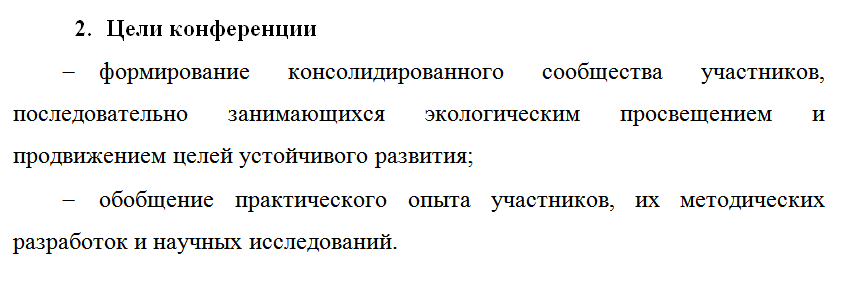 2. Цели конференции
– формирование консолидированного сообщества участников,
последовательно занимающихся экологическим просвещением и
продвижением целей устойчивого развития;
– обобщение практического опыта участников, их методических
разработок и научных исследований.